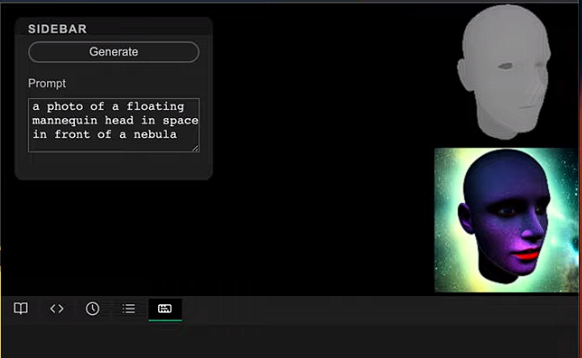 SIDEBAR
Generate
Prompt
a photo of a floating
mannequin head in space
in front of a nebula